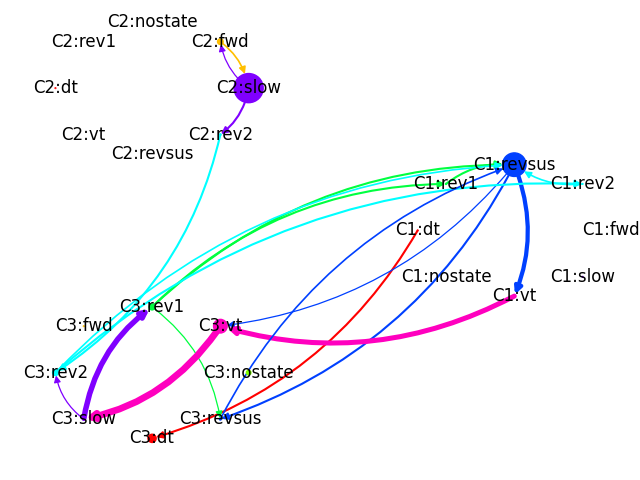 C2:nostate
C2:rev1
C2:fwd
C2:dt
C2:slow
C2:vt
C2:rev2
C2:revsus
C1:revsus
C1:rev1
C1:rev2
C1:dt
C1:fwd
C1:nostate
C1:slow
C1:vt
C3:rev1
C3:fwd
C3:vt
C3:rev2
C3:nostate
C3:slow
C3:revsus
C3:dt